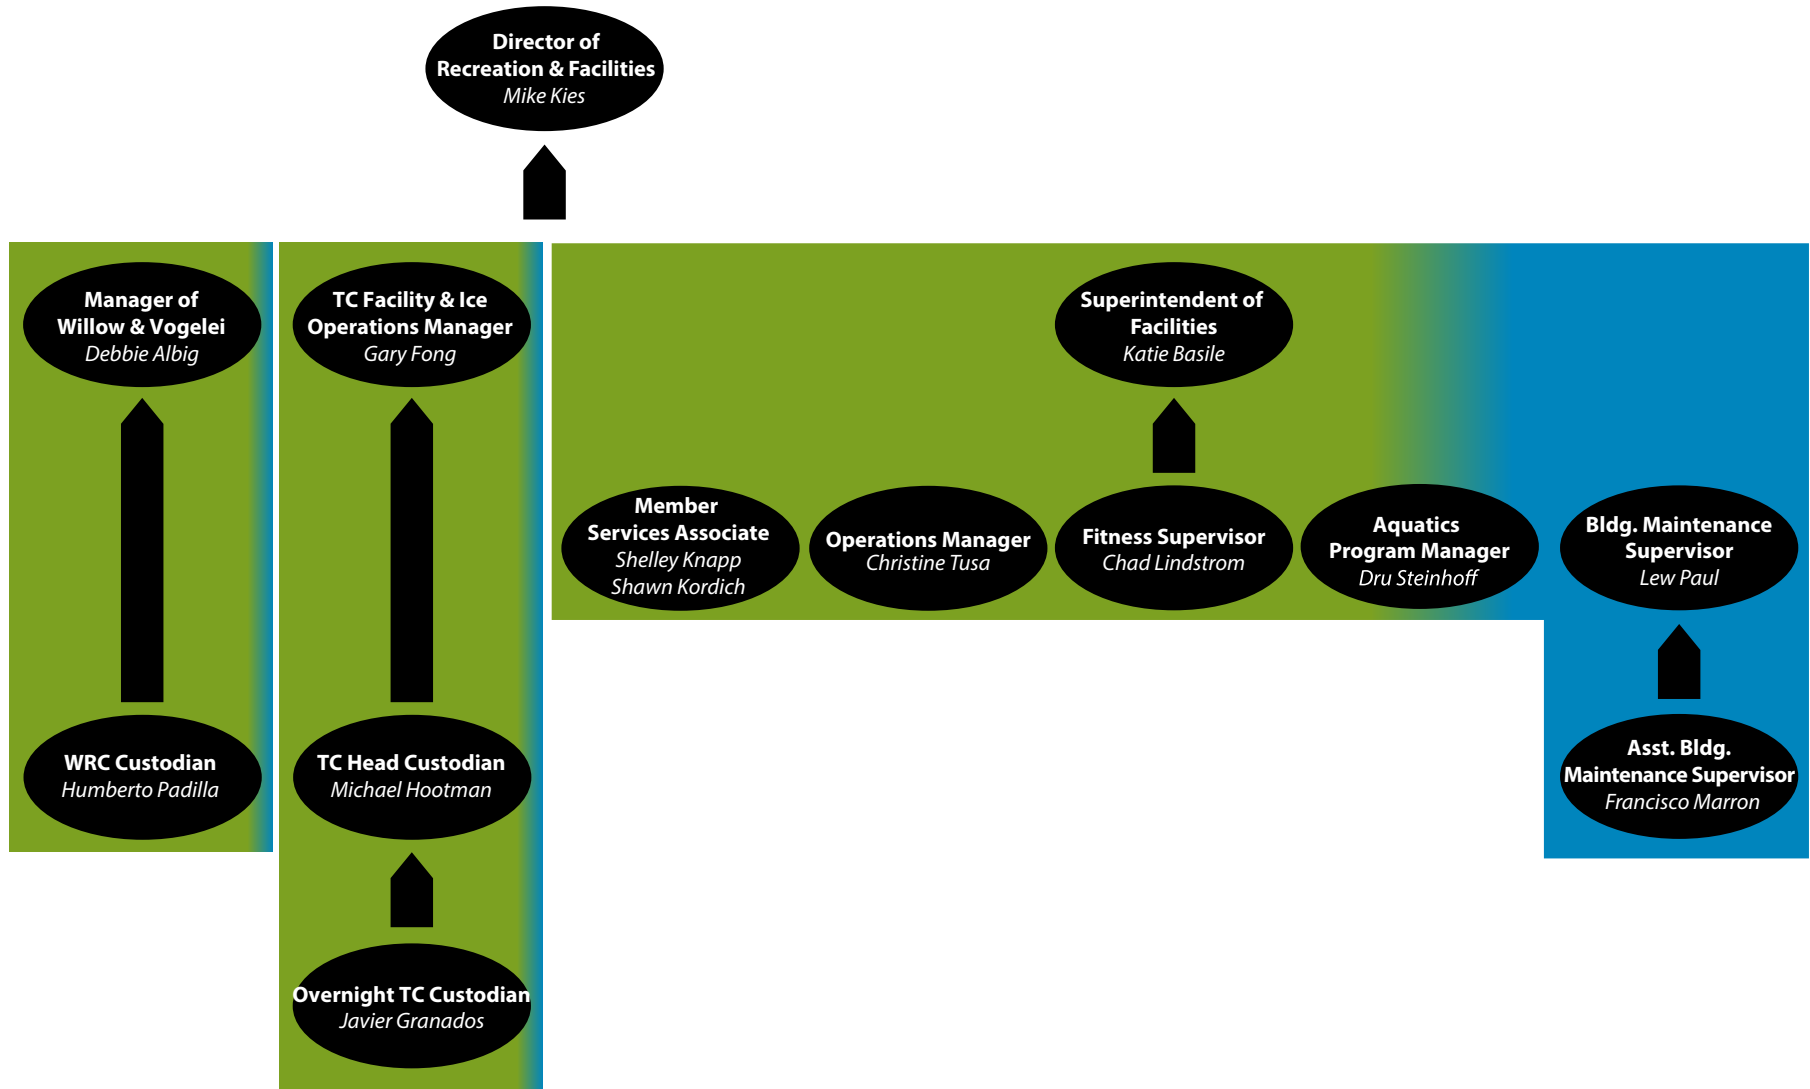 Director of
Recreation & Facilities
Mike Kies
Manager of
Willow & Vogelei
Debbie Albig
TC Facility & Ice
Operations Manager
Gary Fong
Superintendent of
Facilities
Katie Basile
Member
Services Associate
Shelley Knapp
Shawn Kordich
Operations Manager
Christine Tusa
Fitness Supervisor
Chad Lindstrom
Aquatics
Program Manager
Dru Steinhoff
Bldg. Maintenance
Supervisor
Lew Paul
WRC Custodian
Humberto Padilla
TC Head Custodian
Michael Hootman
Asst. Bldg.
Maintenance Supervisor
Francisco Marron
Overnight TC Custodian
Javier Granados